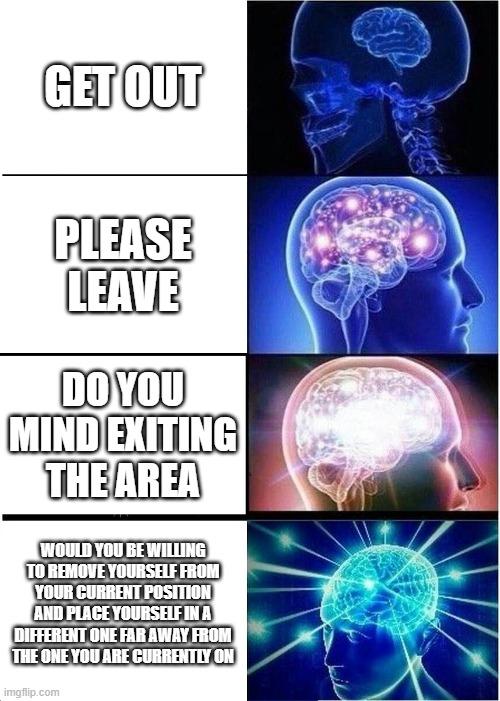 GET OUT
PLEASE
LEAVE
DO YOU
MIND EXITING
THE AREA
WOULD YOU BE WILLING
TO REMOVE YOURSELF FROM
YOUR CURRENT POSITION
AND PLACE YOURSELF IN A
DIFFERENT ONE FAR AWAY FROM
THE ONE YOU ARE CURRENTLY ON
imgflip.com